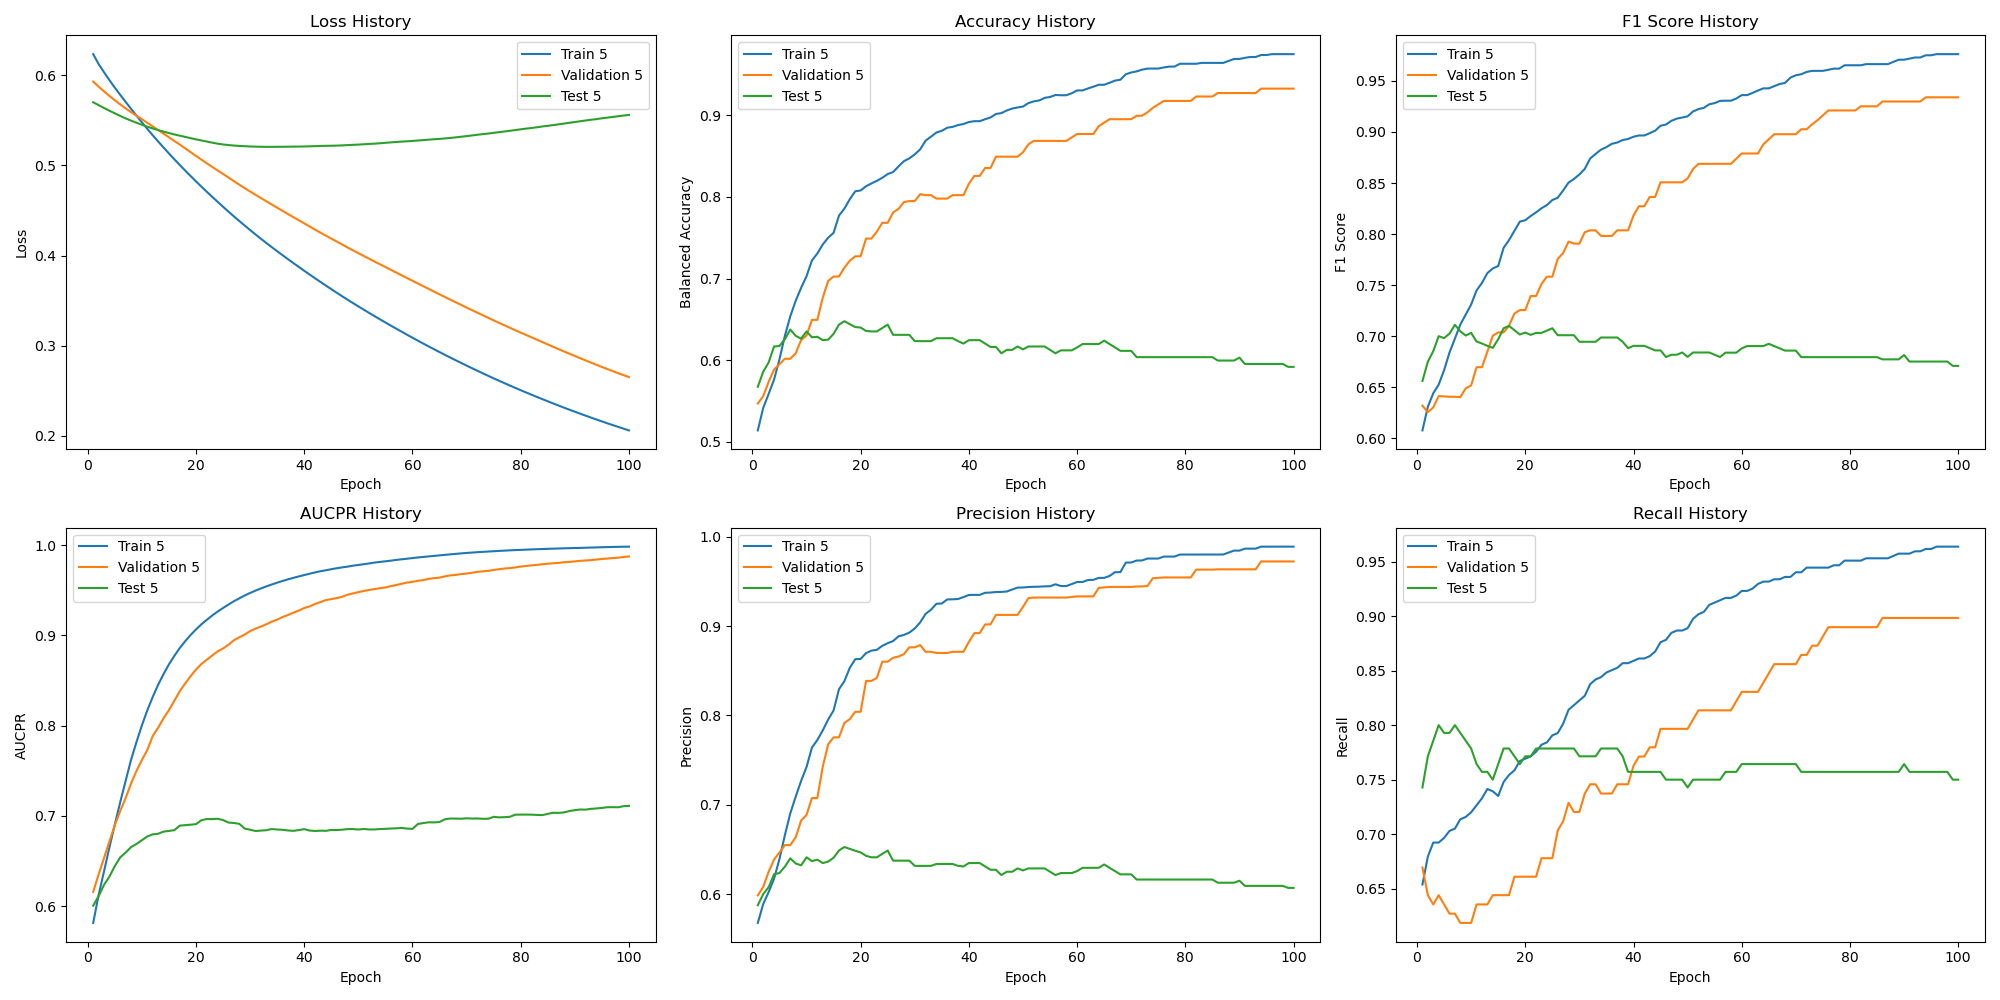 Loss History
Train 5
Validation 5
Test 5
0.6
0.5
0.4
0.3
0.2
Loss
0 20 40 60 80 100
Epoch
Accuracy History
Train 5
Validation 5
Test 5
0.9
0.8
0.7
0.6
0.5
Balanced Accuracy
0 20 40 60 80 100
Epoch
F1 Score History
Train 5
Validation 5
Test 5
0.95
0.90
0.85
0.80
0.75
0.70
0.65
0.60
F1 Score
0 20 40 60 80 100
Epoch
AUCPR History
Train 5
Validation 5
Test 5
1.0
0.9
0.8
0.7
0.6
AUCPR
0 20 40 60 80 100
Epoch
Precision History
Train 5
Validation 5
Test 5
1.0
0.9
0.8
0.7
0.6
Precision
0 20 40 60 80 100
Epoch
Recall History
Train 5
Validation 5
Test 5
0.95
0.90
0.85
0.80
0.75
0.70
0.65
Recall
0 20 40 60 80 100
Epoch